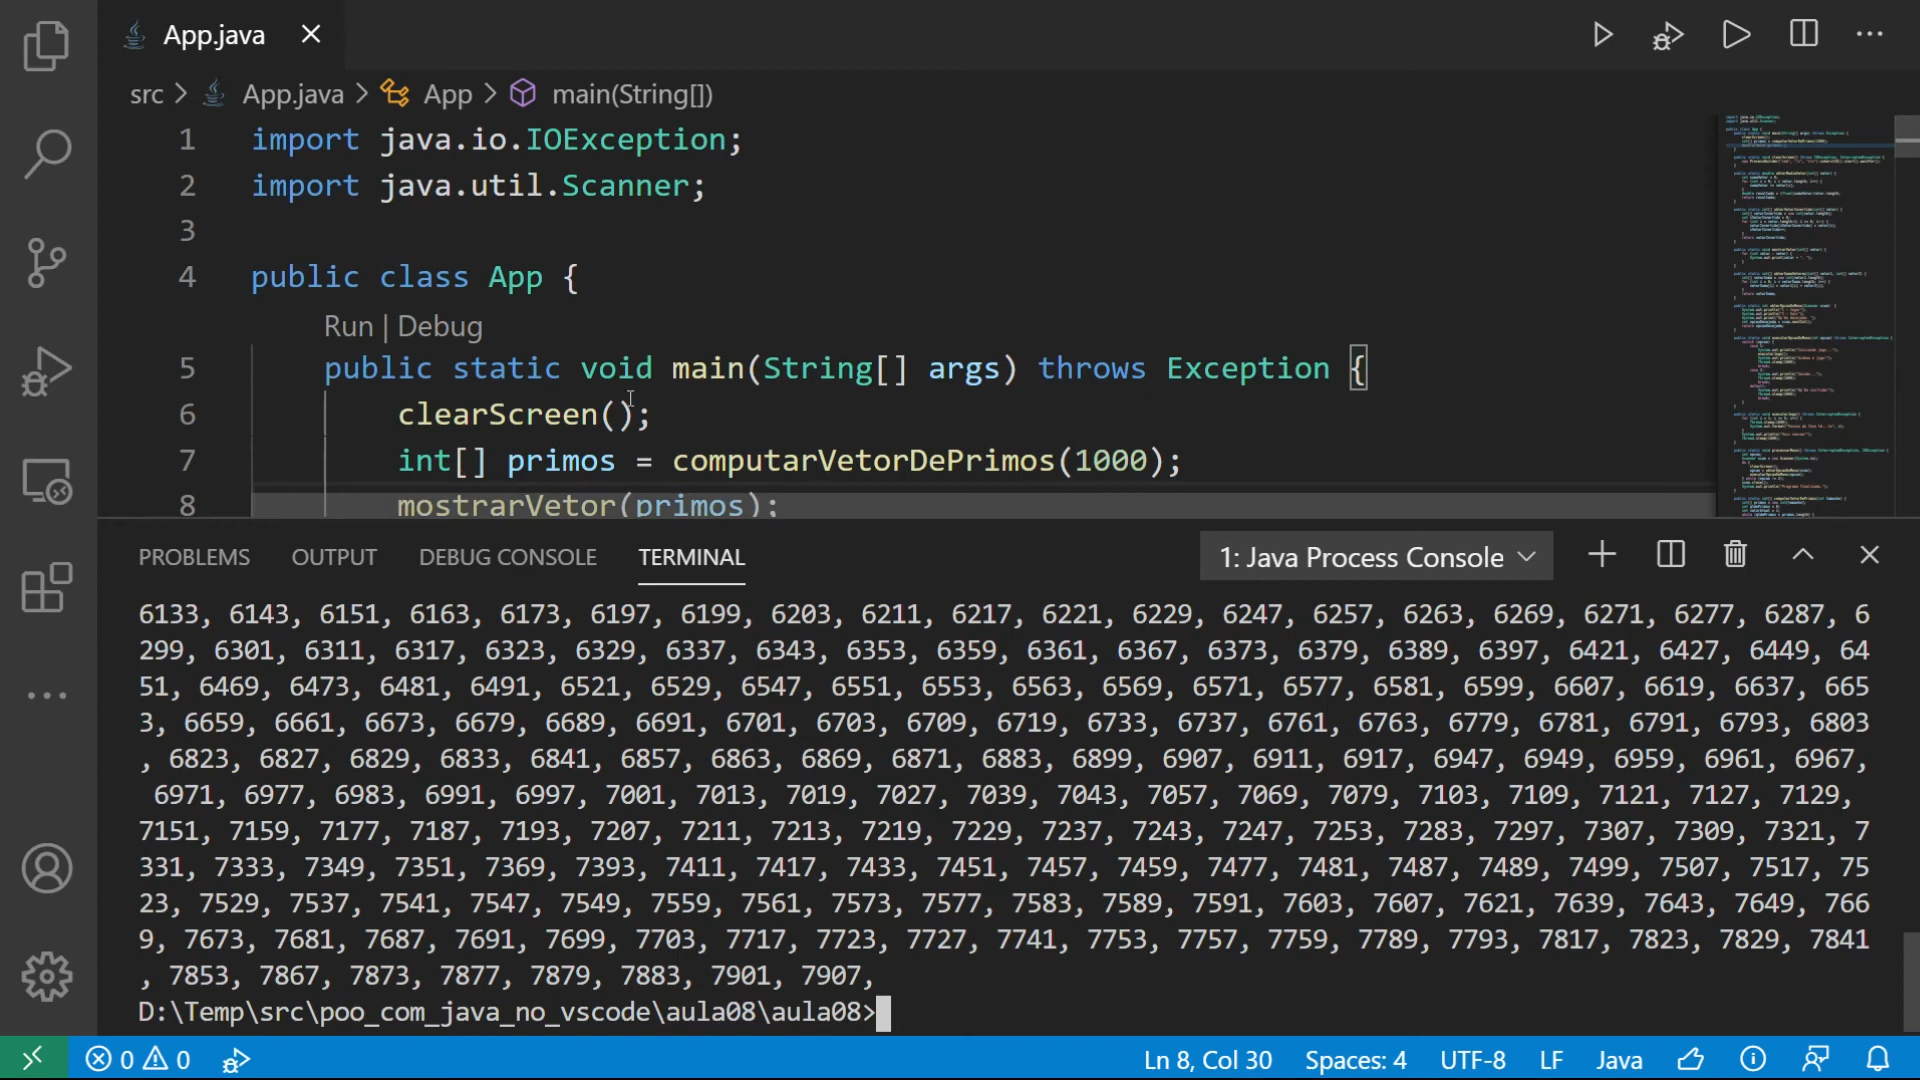 App.java
src > App.java > App > main(String[])
1 import java.io.IOException;
2 import java.util.Scanner;
3
4 public class App {
Run | Debug
5 public static void main(String[] args) throws Exception {
6 clearScreen();
7 int[] primos = computarVetorDePrimos(1000);
8 mostrarVetor(primos);
PROBLEMS OUTPUT DEBUG CONSOLE TERMINAL 1: Java Process Console
6133, 6143, 6151, 6163, 6173, 6197, 6199, 6203, 6211, 6217, 6221, 6229, 6247, 6257, 6263, 6269, 6271, 6277, 6287, 6
299, 6301, 6311, 6317, 6323, 6329, 6337, 6343, 6353, 6359, 6361, 6367, 6373, 6379, 6389, 6397, 6421, 6427, 6449, 64
51, 6469, 6473, 6481, 6491, 6521, 6529, 6547, 6551, 6553, 6563, 6569, 6571, 6577, 6581, 6599, 6607, 6619, 6637, 665
3, 6659, 6661, 6673, 6679, 6689, 6691, 6701, 6703, 6709, 6719, 6733, 6737, 6761, 6763, 6779, 6781, 6791, 6793, 6803
, 6823, 6827, 6829, 6833, 6841, 6857, 6863, 6869, 6871, 6883, 6899, 6907, 6911, 6917, 6947, 6949, 6959, 6961, 6967,
6971, 6977, 6983, 6991, 6997, 7001, 7013, 7019, 7027, 7039, 7043, 7057, 7069, 7079, 7103, 7109, 7121, 7127, 7129,
7151, 7159, 7177, 7187, 7193, 7207, 7211, 7213, 7219, 7229, 7237, 7243, 7247, 7253, 7283, 7297, 7307, 7309, 7321, 7
331, 7333, 7349, 7351, 7369, 7393, 7411, 7417, 7433, 7451, 7457, 7459, 7477, 7481, 7487, 7489, 7499, 7507, 7517, 75
23, 7529, 7537, 7541, 7547, 7549, 7559, 7561, 7573, 7577, 7583, 7589, 7591, 7603, 7607, 7621, 7639, 7643, 7649, 766
9, 7673, 7681, 7687, 7691, 7699, 7703, 7717, 7723, 7727, 7741, 7753, 7757, 7759, 7789, 7793, 7817, 7823, 7829, 7841
, 7853, 7867, 7873, 7877, 7879, 7883, 7901, 7907,
D:\Temp\src\poo_com_java_no_vscode\aula08\aula08>
0 0 Ln 8, Col 30 Spaces: 4 UTF-8 LF Java